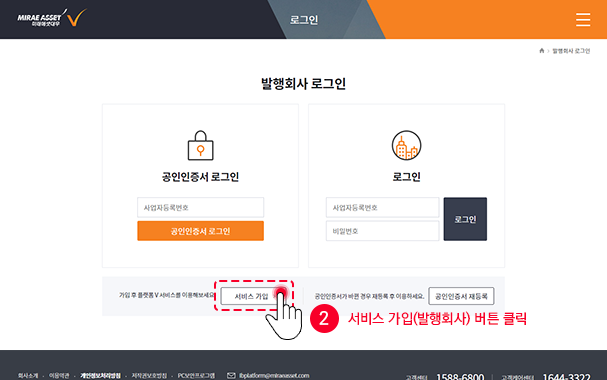 MIRAE ASSET
미래에셋대우
로그인
발행회사 로그인
발행회사 로그인
공인인증서 로그인
로그인
사업자등록번호
공인인증서 로그인
사업자등록번호
비밀번호
로그인
가입 후 플랫폼 V 서비스를 이용해보세요
서비스 가입
공인인증서가 바뀐 경우 재등록 후 이용하세요.
공인인증서 재등록
2 서비스 가입(발행회사) 버튼 클릭
회사소개 · 이용약관 · 개인정보처리방침 · 저작권보호방침 · PC보안프로그램
ibplatform@miraeasset.com
고객센터 1588-6800
고객케어센터 1644-3322